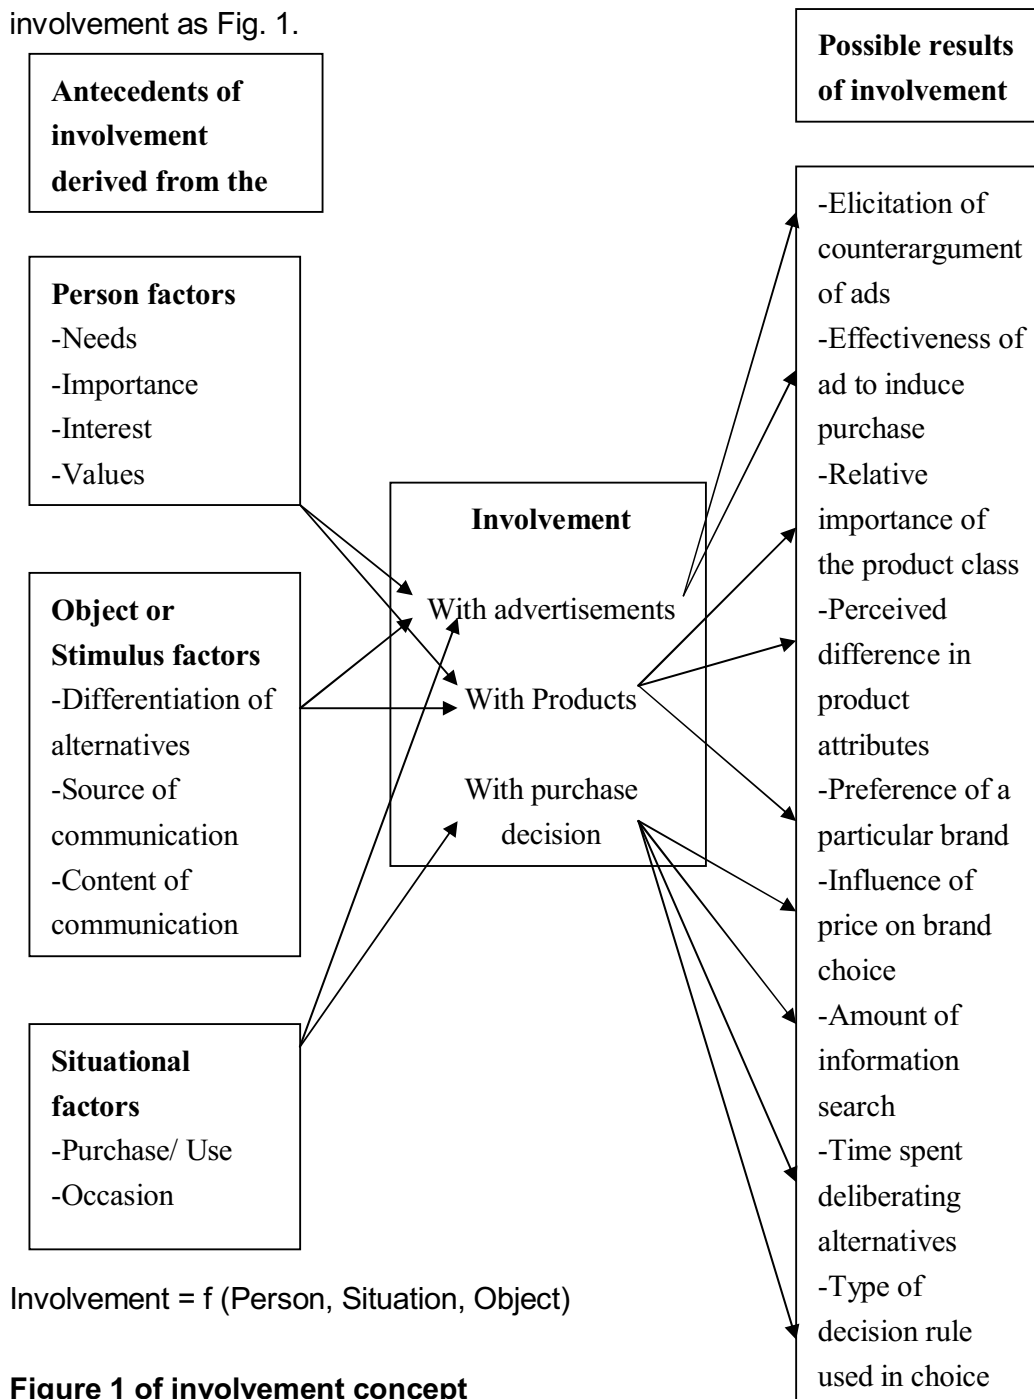 involvement as Fig. 1.
Antecedents of
involvement
derived from the
Person factors
-Needs
-Importance
-Interest
-Values
Object or
Stimulus factors
-Differentiation of
alternatives
-Source of
communication
-Content of
communication
Situational
factors
-Purchase/ Use
-Occasion
Involvement
With advertisements
With Products
With purchase
decision
Possible results
of involvement
-Elicitation of
counterargument
of ads
-Effectiveness of
ad to induce
purchase
-Relative
importance of
the product class
-Perceived
difference in
product
attributes
-Preference of a
particular brand
-Influence of
price on brand
choice
-Amount of
information
search
-Time spent
deliberating
alternatives
-Type of
decision rule
used in choice
Involvement = f (Person, Situation, Object)
Figure 1 of involvement concept